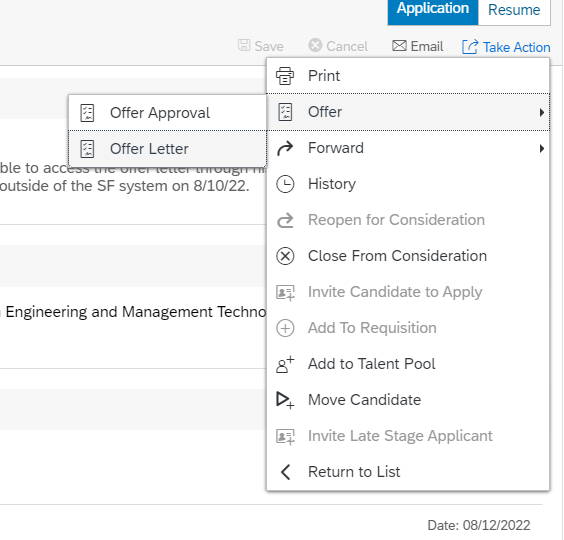 Application
Resume
Save
Cancel
Email
Take Action
Print
Offer
Offer Approval
Offer Letter
Forward
History
Reopen for Consideration
Close From Consideration
Invite Candidate to Apply
Add To Requisition
Add to Talent Pool
Move Candidate
Invite Late Stage Applicant
Return to List
ble to access the offer letter through
outside of the SF system on 8/10/22.
Engineering and Management Techno
Date: 08/12/2022